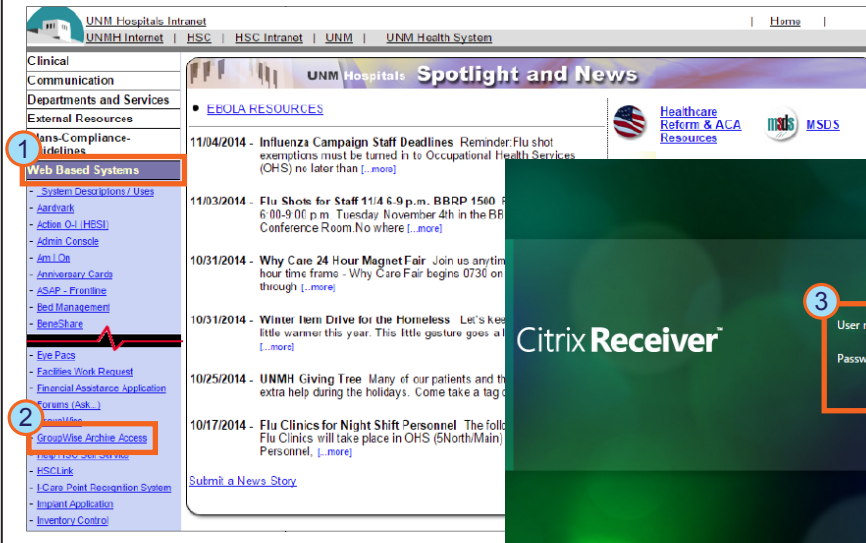 UNM Hospitals Intranet
UNMH Internet | HSC | HSC Intranet | UNM | UNM Health System
| Home |
Clinical
Communication
Departments and Services
External Resources
-Compliance-
1
Web Based Systems
- System Descriptions / Uses
- Aardvark
- Action O-I (HBSI)
- Admin Console
- Am I On
- Anniversary Cards
- ASAP - Frontline
- Bed Management
- BeneShare
- Eye Pacs
- Facilities Work Request
- Financial Assistance Application
Forums (Ask...)
2
GroupWise
- GroupWise Archive Access
- Help HSC Self Service
- HSCLink
- I-Care Point Recognition System
- Implant Application
- Inventory Control
UNM Hospitals Spotlight and News
• EBOLA RESOURCES
11/04/2014 - Influenza Campaign Staff Deadlines Reminder:Flu shot
exemptions must be turned in to Occupational Health Services
(OHS) no later than [...more]
11/03/2014 - Flu Shots for Staff 11/4 6-9 p.m. BBRP 1500
6:00-9:00 p.m. Tuesday November 4th in the BB
Conference Room.No where [...more]
10/31/2014 - Why Care 24 Hour Magnet Fair Join us anytim
hour time frame - Why Care Fair begins 0730 on
through [...more]
10/31/2014 - Winter Item Drive for the Homeless Let's kee
little warmer this year. This little gesture goes a l
[...more]
10/25/2014 - UNMH Giving Tree Many of our patients and th
extra help during the holidays. Come take a tag
10/17/2014 - Flu Clinics for Night Shift Personnel The follo
Flu Clinics will take place in OHS (5North/Main)
Personnel, [...more]
Submit a News Story
Healthcare
Reform & ACA
Resources
msds MSDS
Citrix Receiver™
3
User n
Passw